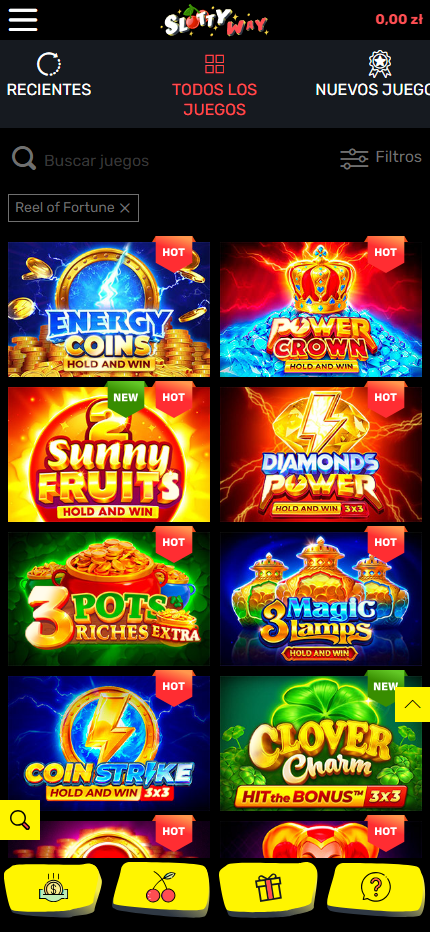 SLOTTY WAY
0,00 zł
RECIENTES
TODOS LOS
JUEGOS
NUEVOS JUEGO
Buscar juegos
Filtros
Reel of Fortune
HOT
ENERGY
COINS
HOLD AND WIN
HOT
POWER
CROWN
HOLD AND WIN
NEW
HOT
2
Sunny
FRUITS
HOLD AND WIN
HOT
DIAMONDS
POWER
HOLD AND WIN 3X3
HOT
3 POTS
RICHES EXTRA
HOT
3 Magic
Lamps
HOLD AND WIN
HOT
COIN STRIKE
HOLD AND WIN 3X3
NEW
CLOVER
Charm
HIT the BONUS™ 3X3
HOT
HOT